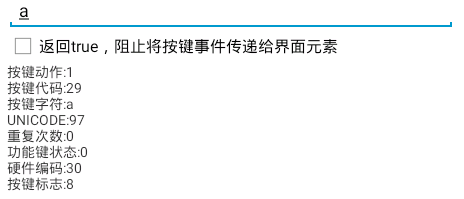 a
返回true，阻止将按键事件传递给界面元素
按键动作:1
按键代码:29
按键字符:a
UNICODE:97
重复次数:0
功能键状态:0
硬件编码:30
按键标志:8